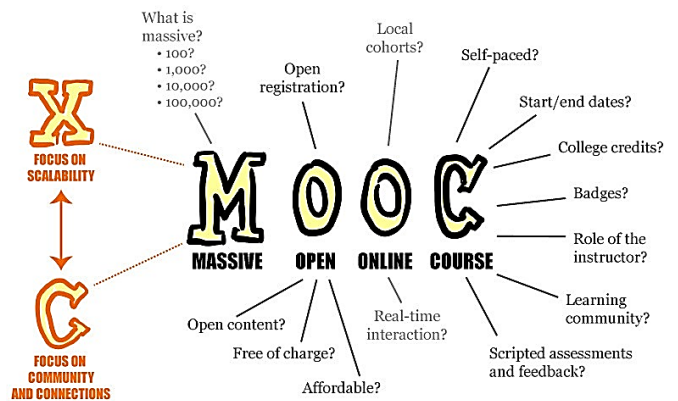 What is
massive?
• 100?
• 1,000?
• 10,000?
• 100,000?
Open
registration?
Local
cohorts?
Self-paced?
Start/end dates?
College credits?
Badges?
Role of the
instructor?
Learning
community?
Scripted assessments
and feedback?
X
FOCUS ON
SCALABILITY
C
FOCUS ON
COMMUNITY
AND CONNECTIONS
MOOC
MASSIVE OPEN ONLINE COURSE
Open content?
Free of charge?
Affordable?
Real-time
interaction?